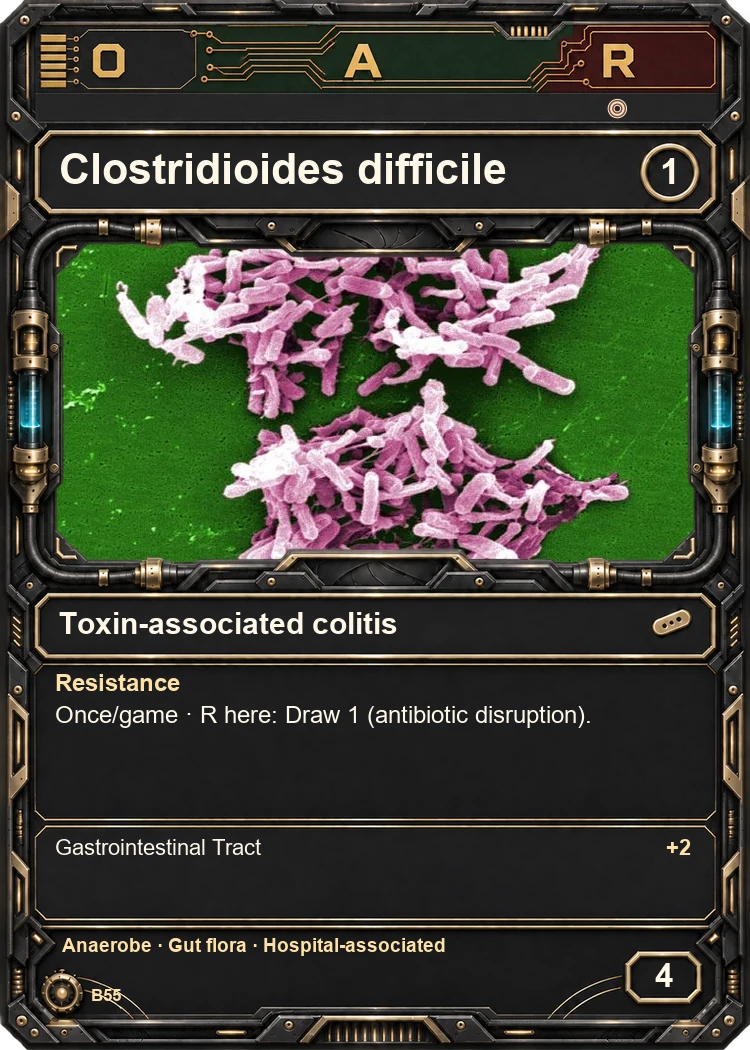 O A R
Clostridioides difficile 1
Toxin-associated colitis
Resistance
Once/game · R here: Draw 1 (antibiotic disruption).
Gastrointestinal Tract +2
Anaerobe · Gut flora · Hospital-associated
4
B55